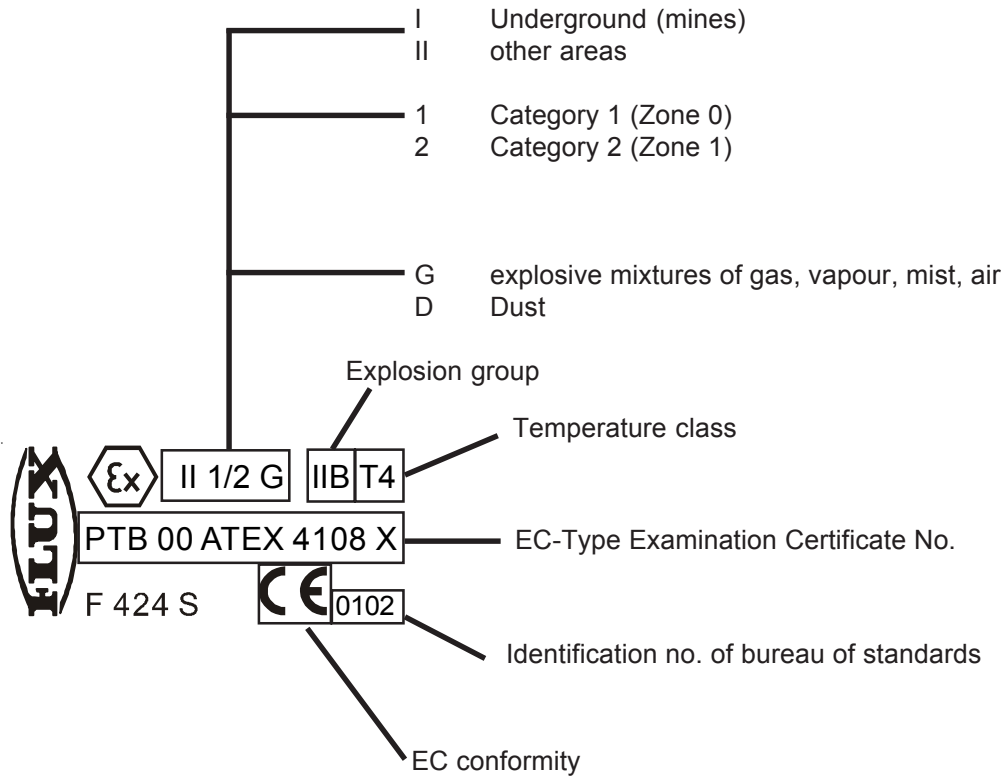 I Underground (mines)
II other areas
1 Category 1 (Zone 0)
2 Category 2 (Zone 1)
G explosive mixtures of gas, vapour, mist, air
D Dust
Explosion group
Temperature class
FLUX
Ex II 1/2 G IIB T4
PTB 00 ATEX 4108 X
EC-Type Examination Certificate No.
F 424 S CE 0102
Identification no. of bureau of standards
EC conformity